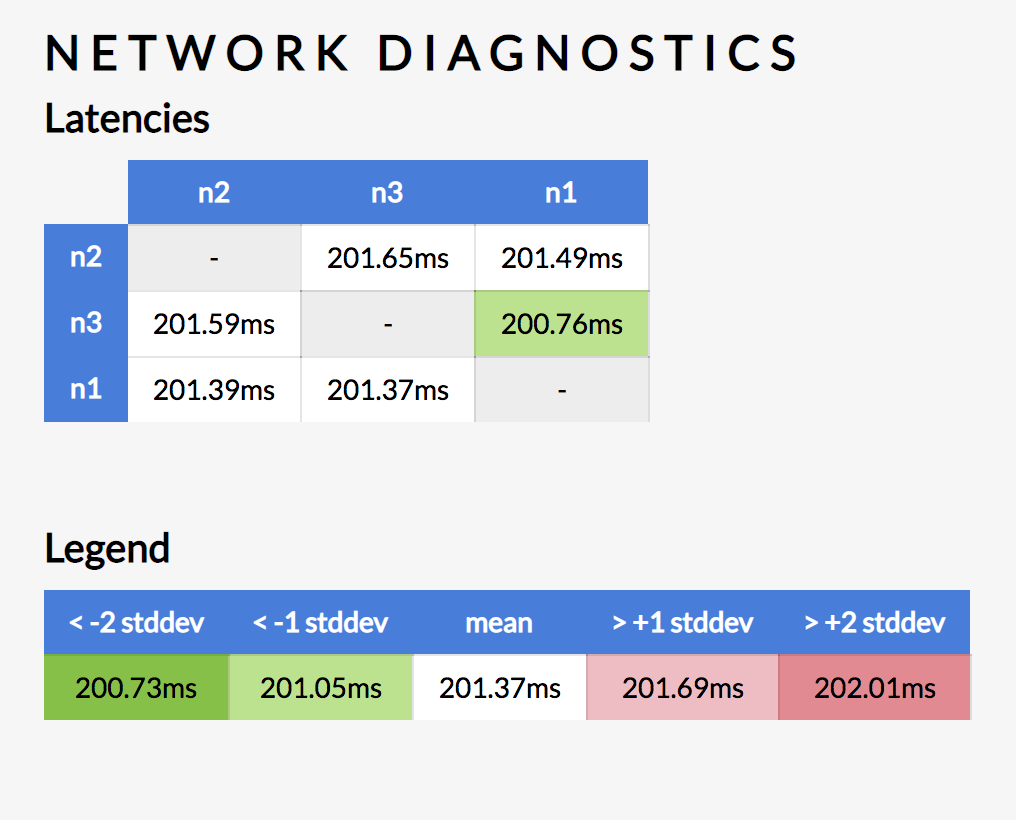 NETWORK DIAGNOSTICS
Latencies
n2 n3 n1
n2 - 201.65ms 201.49ms
n3 201.59ms - 200.76ms
n1 201.39ms 201.37ms -
Legend
< -2 stddev < -1 stddev mean > +1 stddev > +2 stddev
200.73ms 201.05ms 201.37ms 201.69ms 202.01ms